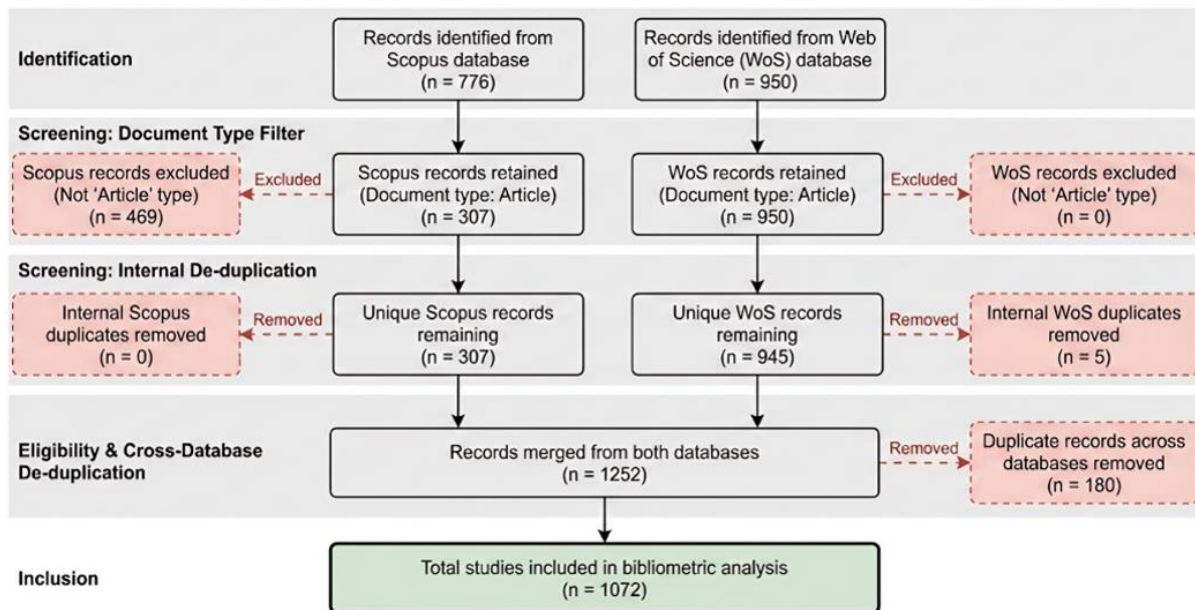 Identification
Records identified from
Scopus database
(n = 776)
Records identified from Web
of Science (WoS) database
(n = 950)
Screening: Document Type Filter
Scopus records excluded
(Not ‘Article’ type)
(n = 469)
Excluded
Scopus records retained
(Document type: Article)
(n = 307)
WoS records retained
(Document type: Article)
(n = 950)
Excluded
WoS records excluded
(Not ‘Article’ type)
(n = 0)
Screening: Internal De-duplication
Internal Scopus
duplicates removed
(n = 0)
Removed
Unique Scopus records
remaining
(n = 307)
Unique WoS records
remaining
(n = 945)
Removed
Internal WoS duplicates
removed
(n = 5)
Eligibility & Cross-Database
De-duplication
Records merged from both databases
(n = 1252)
Removed
Duplicate records across
databases removed
(n = 180)
Inclusion
Total studies included in bibliometric analysis
(n = 1072)